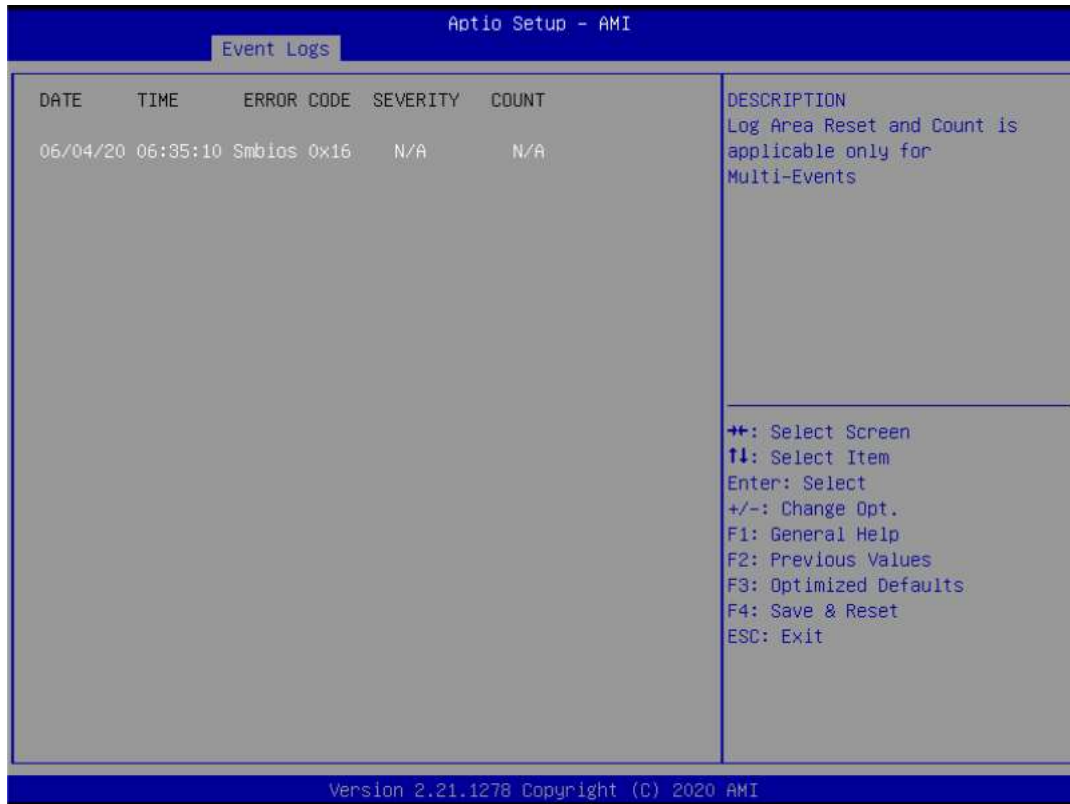 Aptio Setup - AMI
Event Logs
DATE TIME ERROR CODE SEVERITY COUNT
06/04/20 06:35:10 Smbios 0x16 N/A N/A
DESCRIPTION
Log Area Reset and Count is
applicable only for
Multi-Events
→←: Select Screen
↑↓: Select Item
Enter: Select
+/-: Change Opt.
F1: General Help
F2: Previous Values
F3: Optimized Defaults
F4: Save & Reset
ESC: Exit
Version 2.21.1278 Copyright (C) 2020 AMI